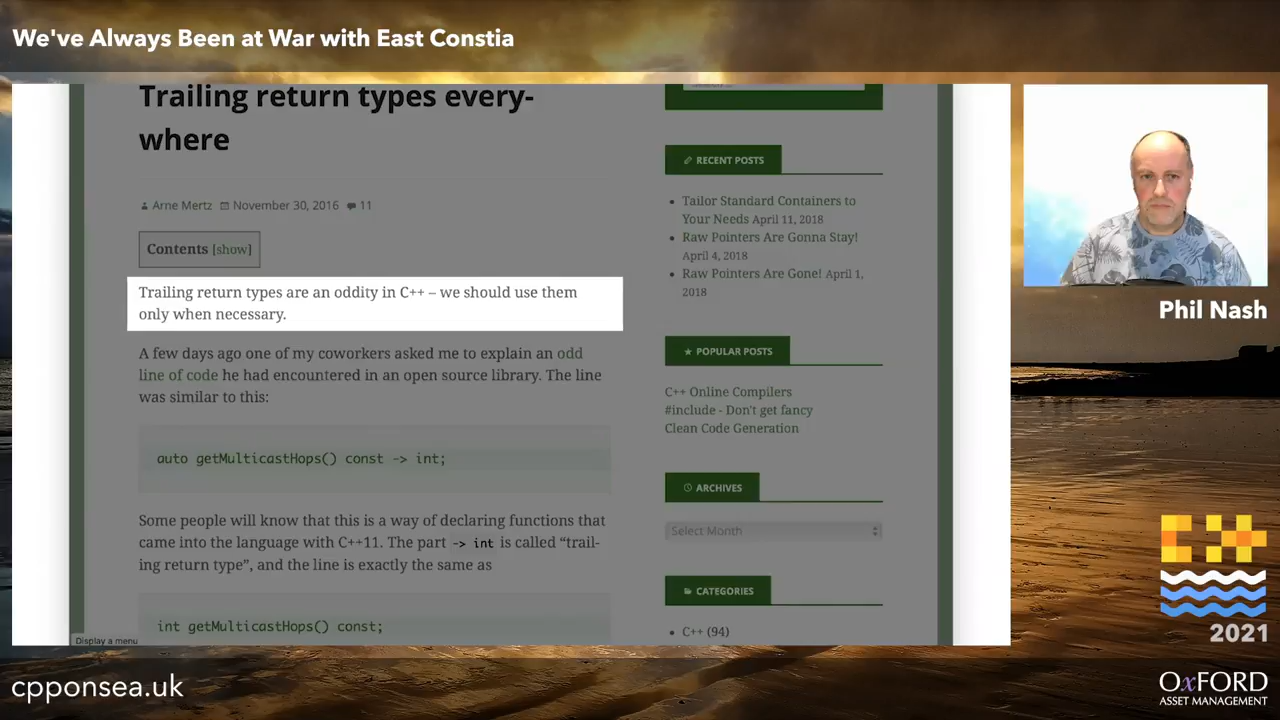 We've Always Been at War with East Constia
Trailing return types every-
where
Arne Mertz November 30, 2016 11
Contents [show]
Trailing return types are an oddity in C++ – we should use them
only when necessary.
A few days ago one of my coworkers asked me to explain an odd
line of code he had encountered in an open source library. The line
was similar to this:
auto getMulticastHops() const -> int;
Some people will know that this is a way of declaring functions that
came into the language with C++11. The part -> int is called “trail-
ing return type”, and the line is exactly the same as
int getMulticastHops() const;
Display a menu
RECENT POSTS
Tailor Standard Containers to
Your Needs April 11, 2018
Raw Pointers Are Gonna Stay!
April 4, 2018
Raw Pointers Are Gone! April 1,
2018
POPULAR POSTS
C++ Online Compilers
#include - Don't get fancy
Clean Code Generation
ARCHIVES
Select Month
CATEGORIES
C++ (94)
Phil Nash
C++
2021
cpponsea.uk
OxFORD
ASSET MANAGEMENT